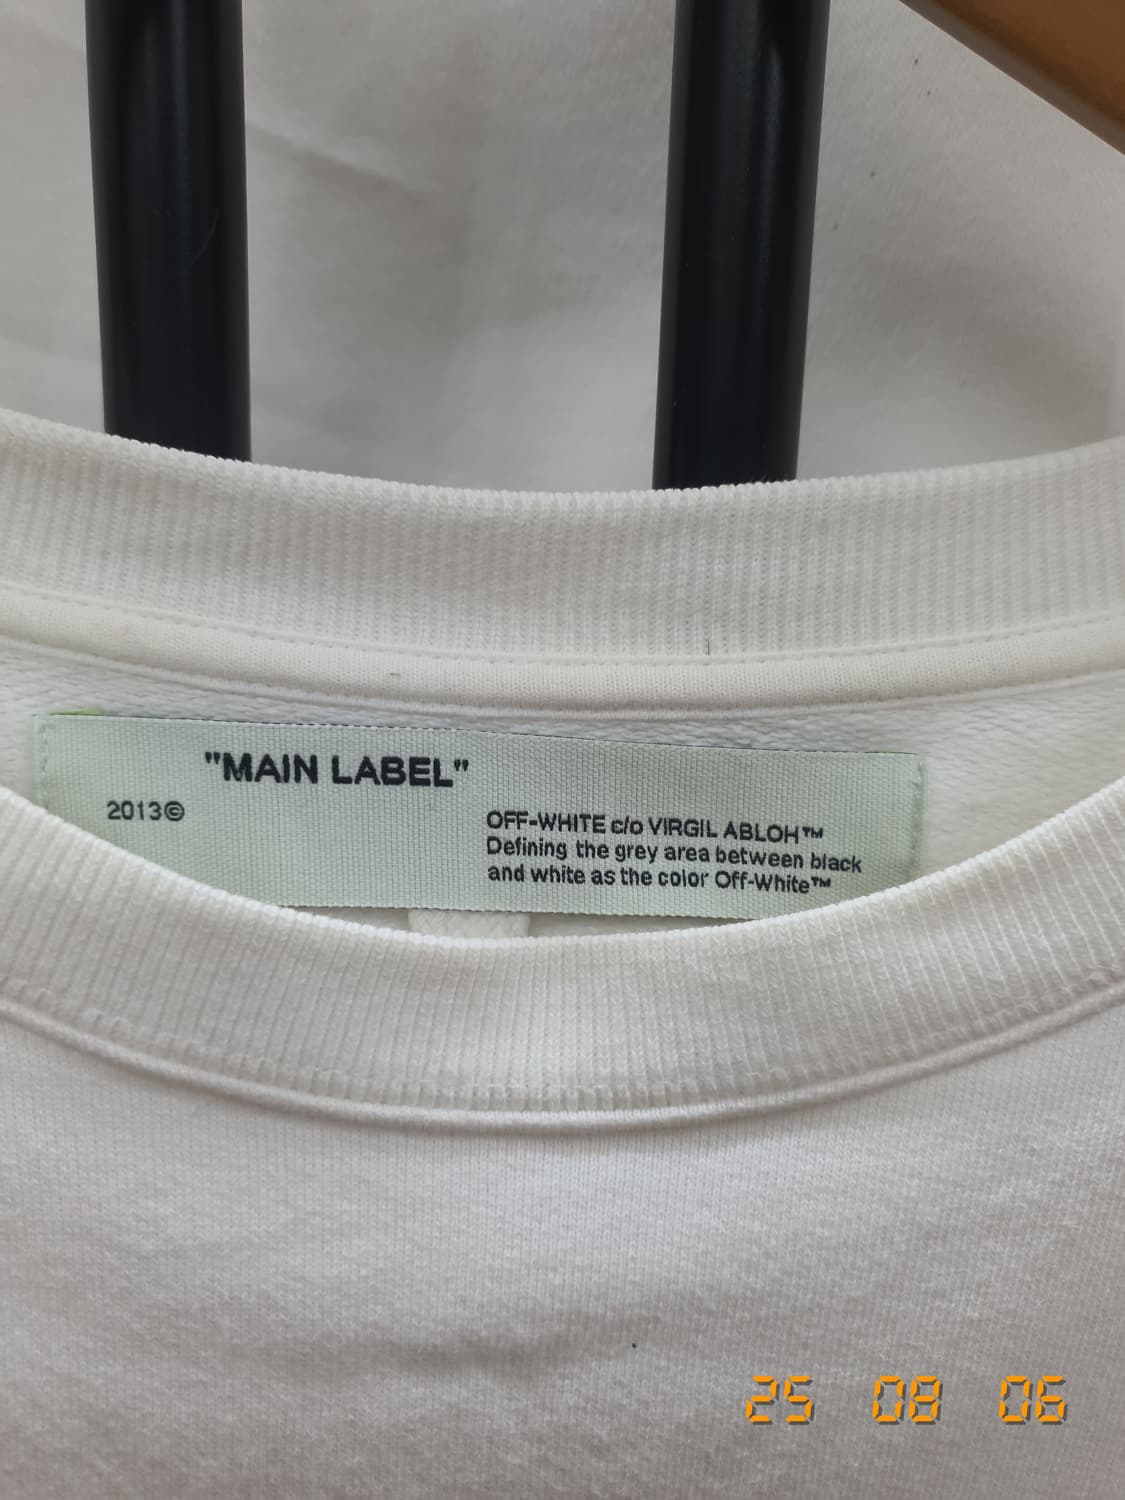 "MAIN LABEL"
2013©
OFF-WHITE c/o VIRGIL ABLOH™
Defining the grey area between black
and white as the color Off-White™
25 08 06